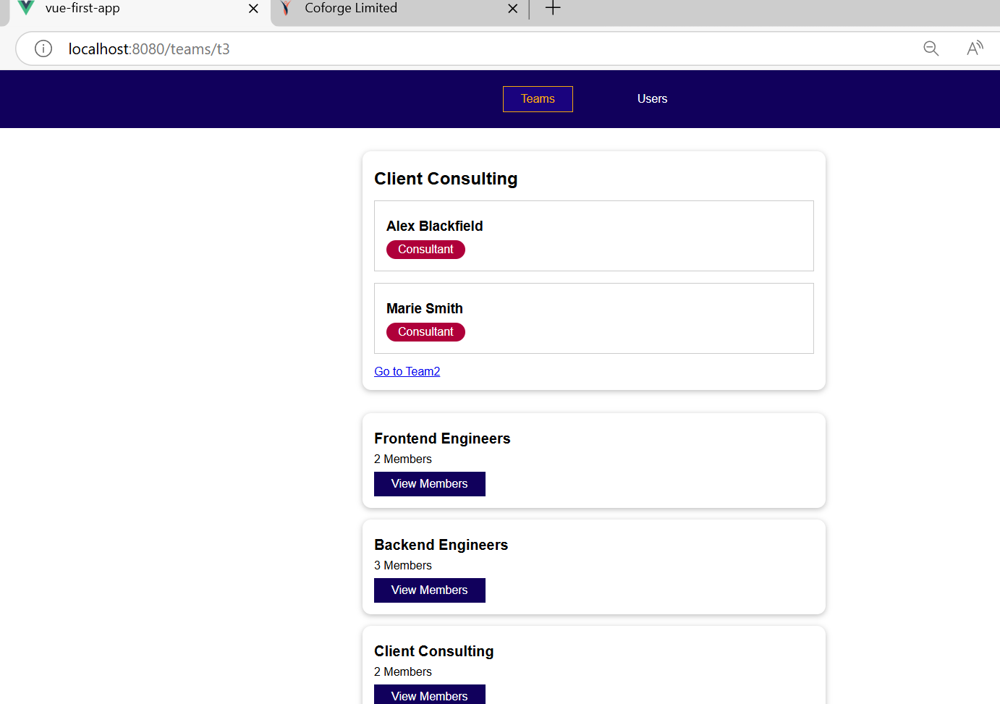 vue-first-app
Coforge Limited
localhost:8080/teams/t3
Teams
Users
Client Consulting
Alex Blackfield
Consultant
Marie Smith
Consultant
Go to Team2
Frontend Engineers
2 Members
View Members
Backend Engineers
3 Members
View Members
Client Consulting
2 Members
View Members